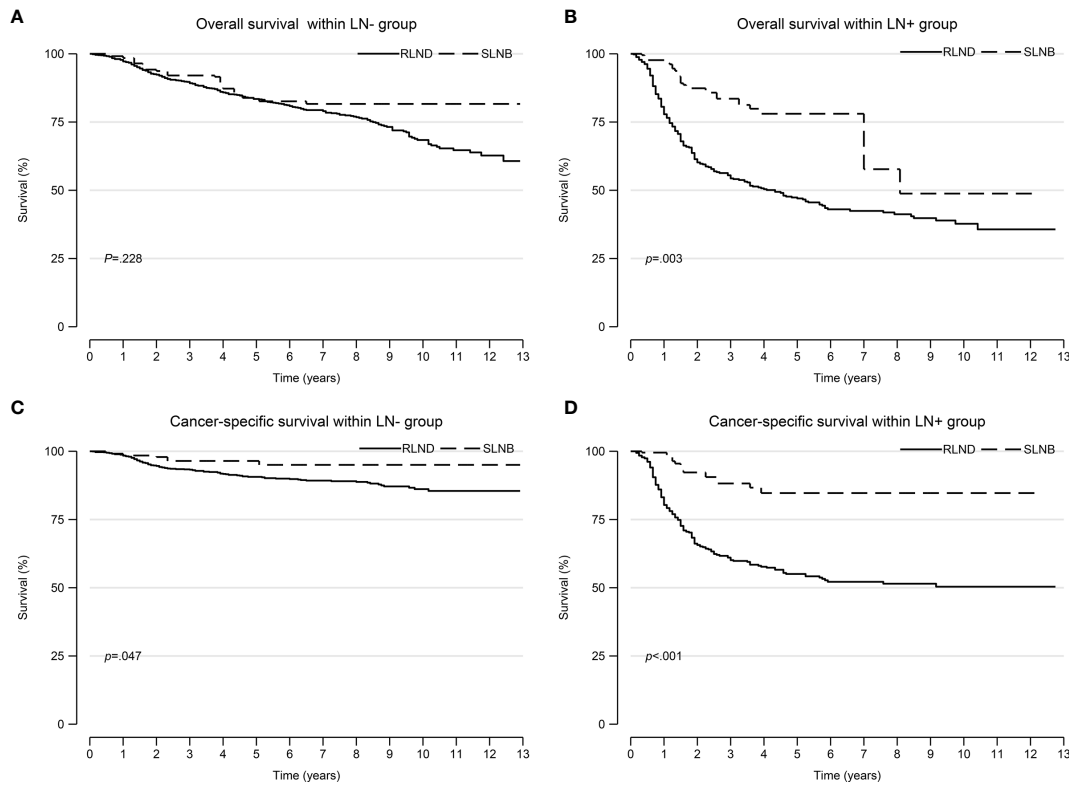 A
Overall survival within LN- group
RLND SLNB
100
75
50
25
0
Survival (%)
P=.228
0 1 2 3 4 5 6 7 8 9 10 11 12 13
Time (years)
B
Overall survival within LN+ group
RLND SLNB
100
75
50
25
0
Survival (%)
p=.003
0 1 2 3 4 5 6 7 8 9 10 11 12 13
Time (years)
C
Cancer-specific survival within LN- group
RLND SLNB
100
75
50
25
0
Survival (%)
p=.047
0 1 2 3 4 5 6 7 8 9 10 11 12 13
Time (years)
D
Cancer-specific survival within LN+ group
RLND SLNB
100
75
50
25
0
Survival (%)
p<.001
0 1 2 3 4 5 6 7 8 9 10 11 12 13
Time (years)